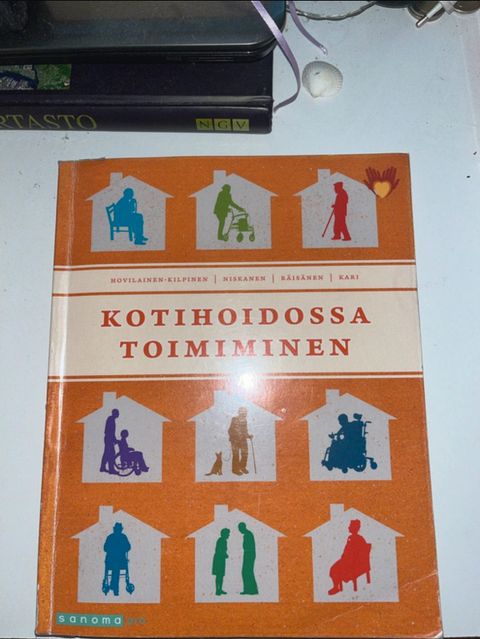 RTASTO NGV
HOVILAINEN-KILPINEN | NISKANEN | RÄISÄNEN | KARI
KOTIHOIDOSSA
TOIMIMINEN
sanoma pro